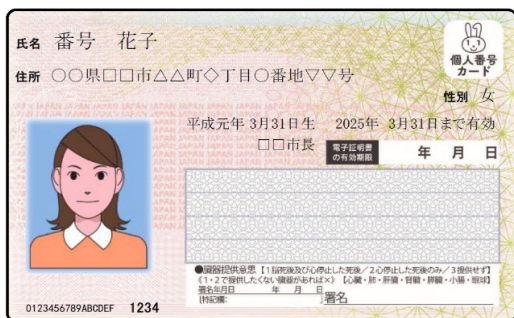 氏名 番号 花子
個人番号
カード
住所 ○○県□□市△△町◇丁目○番地▽▽号
性別 女
平成元年 3月31日生 2025年 3月31日まで有効
□□市長
電子証明書
の有効期限
年 月 日
●臓器提供意思【1脳死後及び心停止した死後/2心停止した死後のみ/3提供せず】
《1・2で提供したくない臓器があれば×》【心臓・肺・肝臓・腎臓・膵臓・小腸・眼球】
署名年月日 年 月 日
[特記欄: ]署名
0123456789ABCDEF 1234